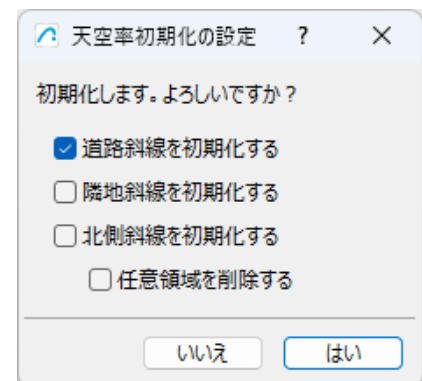 天空率初期化の設定 ? ×
初期化します。よろしいですか？
道路斜線を初期化する
隣地斜線を初期化する
北側斜線を初期化する
任意領域を削除する
いいえ はい